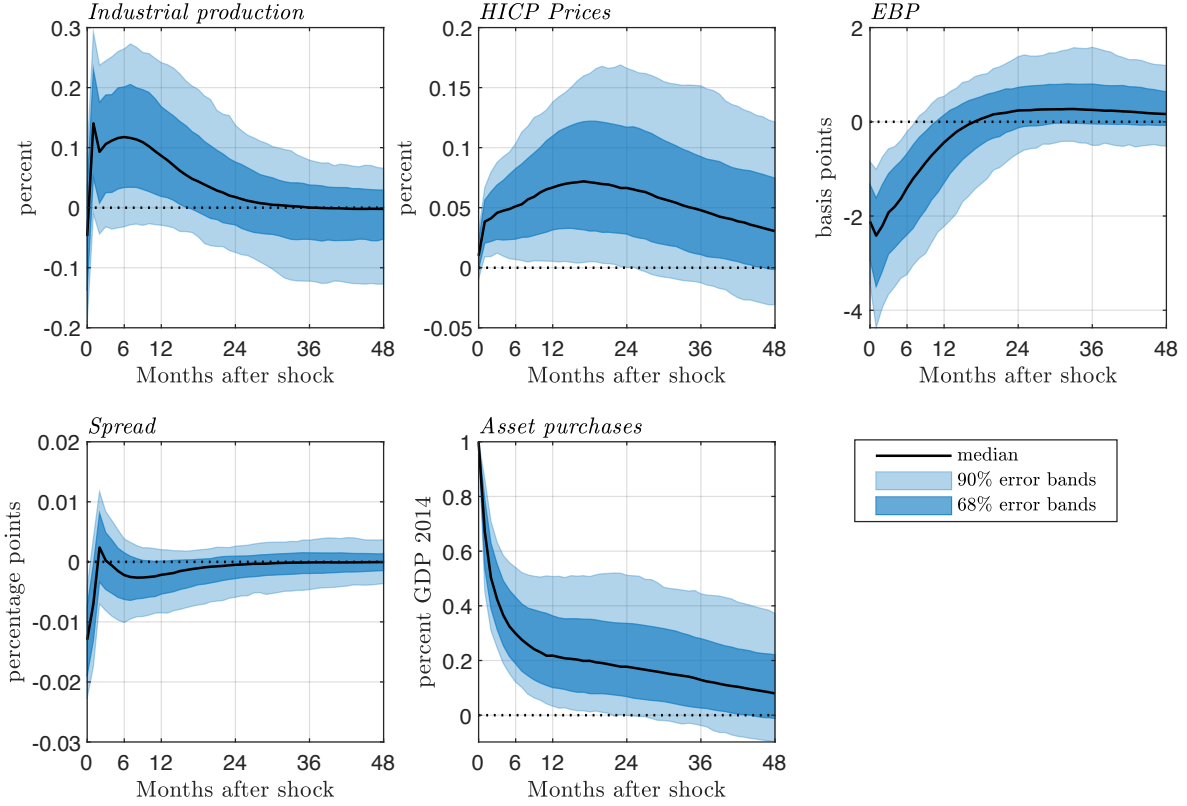 Industrial production
HICP Prices
EBP
percent
0.3
0.2
0.1
0
-0.1
-0.2
0 6 12 24 36 48
Months after shock
percent
0.2
0.15
0.1
0.05
0
-0.05
0 6 12 24 36 48
Months after shock
basis points
2
0
-2
-4
0 6 12 24 36 48
Months after shock
Spread
Asset purchases
percentage points
0.02
0.01
0
-0.01
-0.02
-0.03
0 6 12 24 36 48
Months after shock
percent GDP 2014
1
0.8
0.6
0.4
0.2
0
0 6 12 24 36 48
Months after shock
median
90% error bands
68% error bands